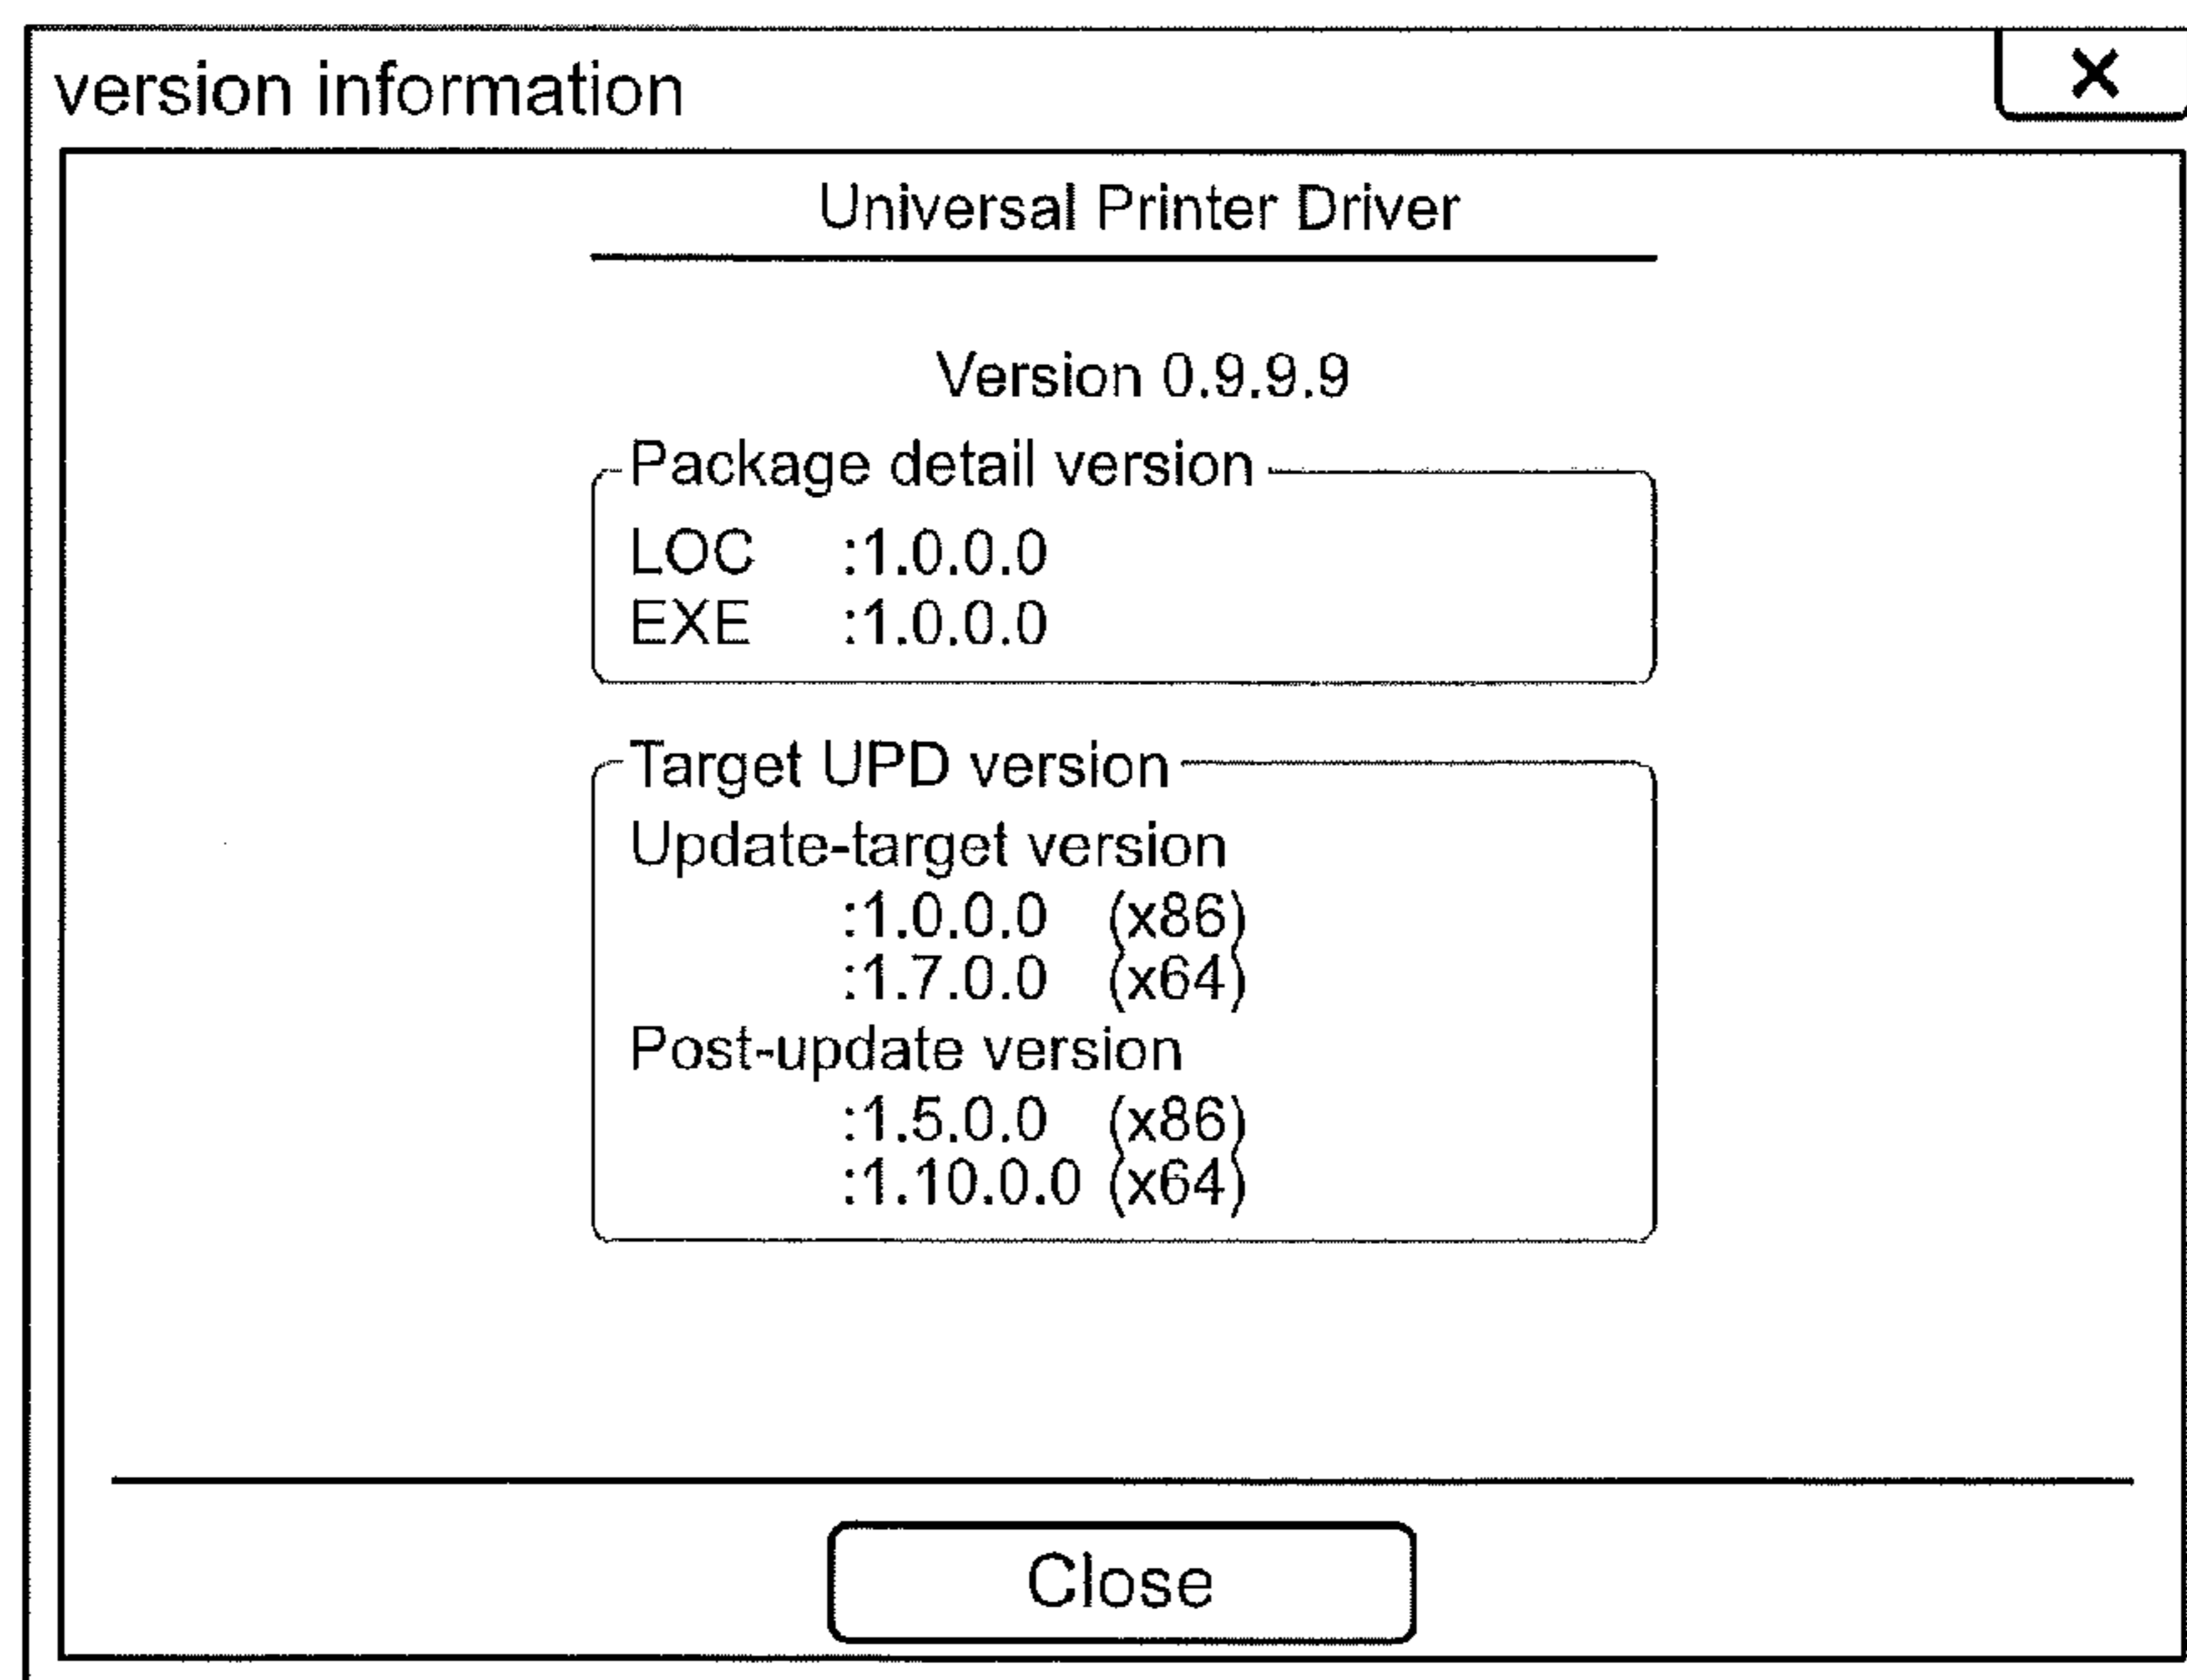 version information
×
Universal Printer Driver
Version 0.9.9.9
Package detail version
LOC :1.0.0.0
EXE :1.0.0.0
Target UPD version
Update-target version
:1.0.0.0 (x86)
:1.7.0.0 (x64)
Post-update version
:1.5.0.0 (x86)
:1.10.0.0 (x64)
Close